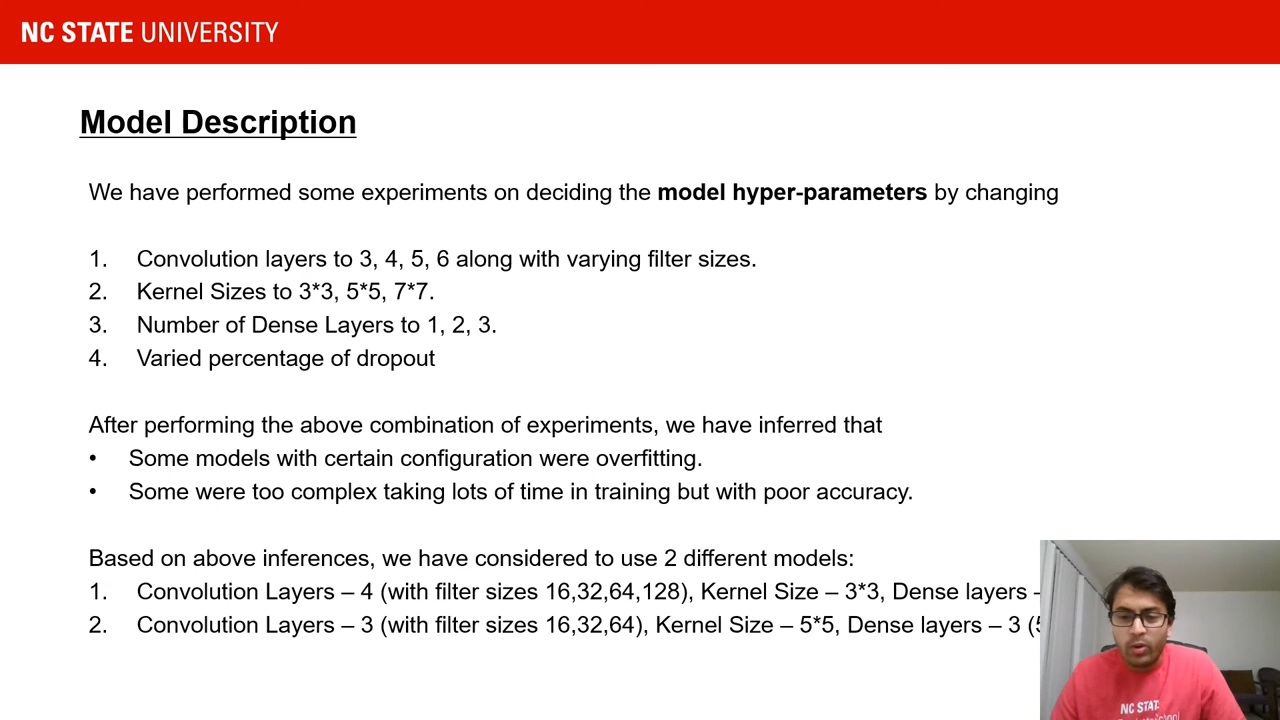 NC STATE UNIVERSITY
Model Description
We have performed some experiments on deciding the model hyper-parameters by changing
1. Convolution layers to 3, 4, 5, 6 along with varying filter sizes.
2. Kernel Sizes to 3*3, 5*5, 7*7.
3. Number of Dense Layers to 1, 2, 3.
4. Varied percentage of dropout
After performing the above combination of experiments, we have inferred that
• Some models with certain configuration were overfitting.
• Some were too complex taking lots of time in training but with poor accuracy.
Based on above inferences, we have considered to use 2 different models:
1. Convolution Layers – 4 (with filter sizes 16,32,64,128), Kernel Size – 3*3, Dense layers –
2. Convolution Layers – 3 (with filter sizes 16,32,64), Kernel Size – 5*5, Dense layers – 3 (
NC STATE